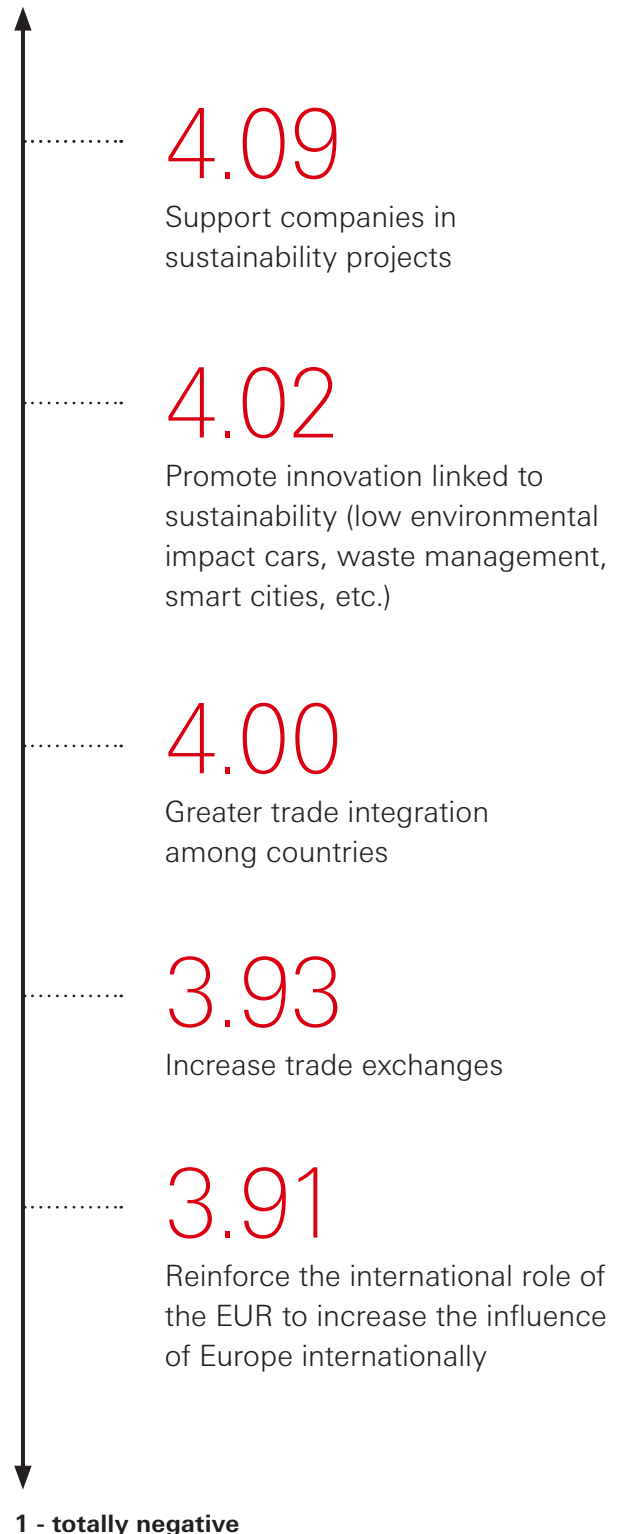 4.09
Support companies in
sustainability projects
4.02
Promote innovation linked to
sustainability (low environmental
impact cars, waste management,
smart cities, etc.)
4.00
Greater trade integration
among countries
3.93
Increase trade exchanges
3.91
Reinforce the international role of
the EUR to increase the influence
of Europe internationally
1 - totally negative